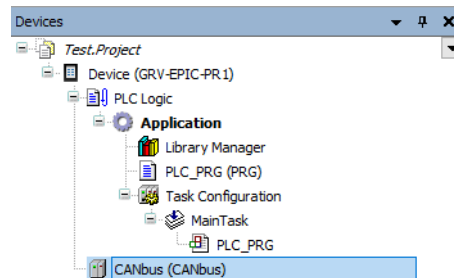 Devices
Test.Project
Device (GRV-EPIC-PR1)
PLC Logic
Application
Library Manager
PLC_PRG (PRG)
Task Configuration
MainTask
PLC_PRG
CANbus (CANbus)